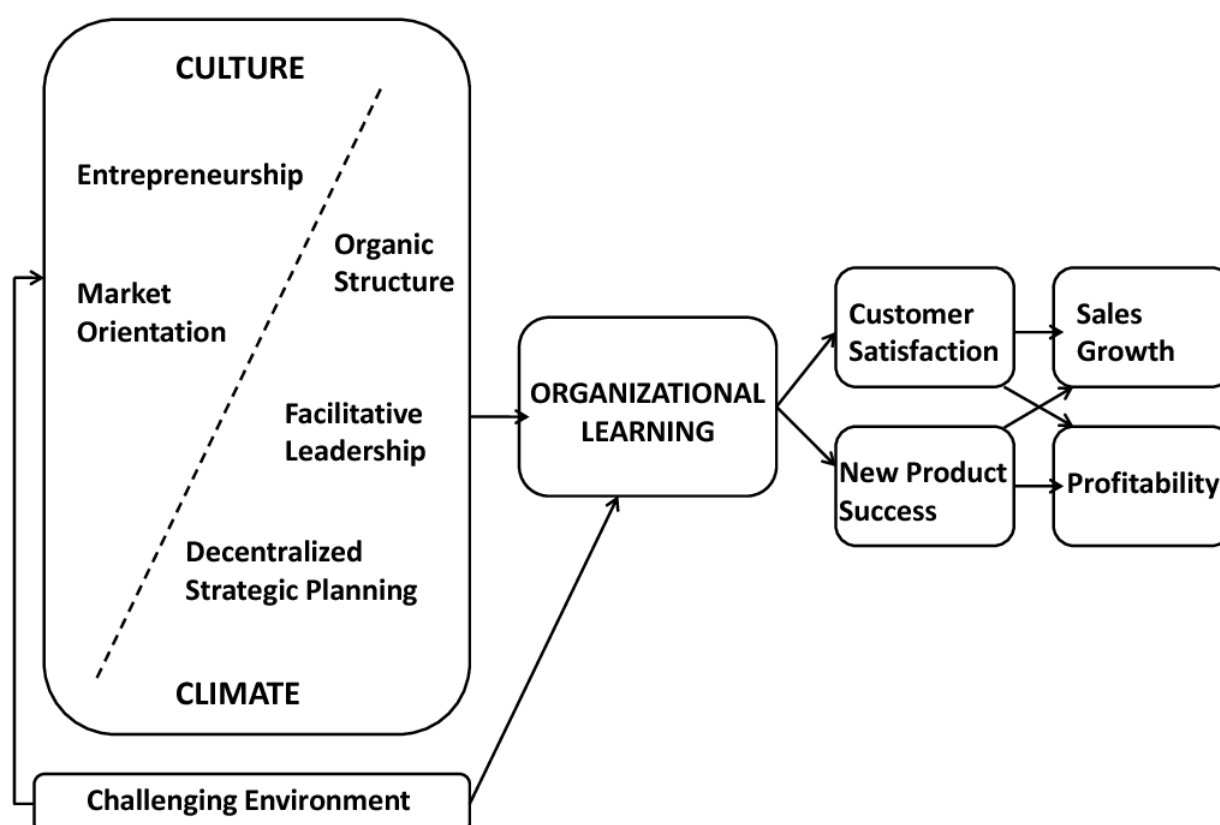 CULTURE
Entrepreneurship
Organic
Structure
Market
Orientation
Facilitative
Leadership
Decentralized
Strategic Planning
CLIMATE
Challenging Environment
ORGANIZATIONAL
LEARNING
Customer
Satisfaction
Sales
Growth
New Product
Success
Profitability